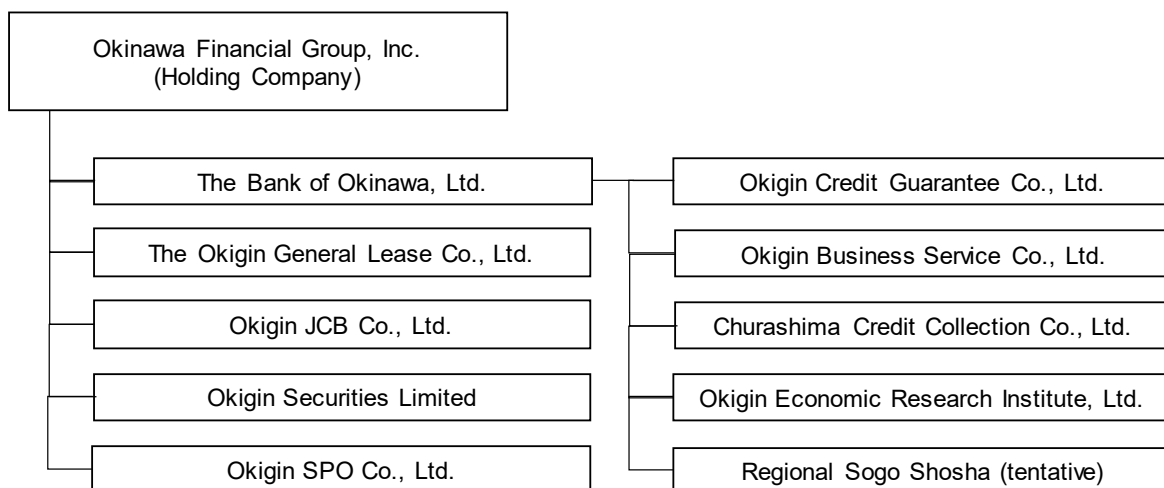 Okinawa Financial Group, Inc.
(Holding Company)
The Bank of Okinawa, Ltd.
Okigin Credit Guarantee Co., Ltd.
The Okigin General Lease Co., Ltd.
Okigin Business Service Co., Ltd.
Okigin JCB Co., Ltd.
Churashima Credit Collection Co., Ltd.
Okigin Securities Limited
Okigin Economic Research Institute, Ltd.
Okigin SPO Co., Ltd.
Regional Sogo Shosha (tentative)